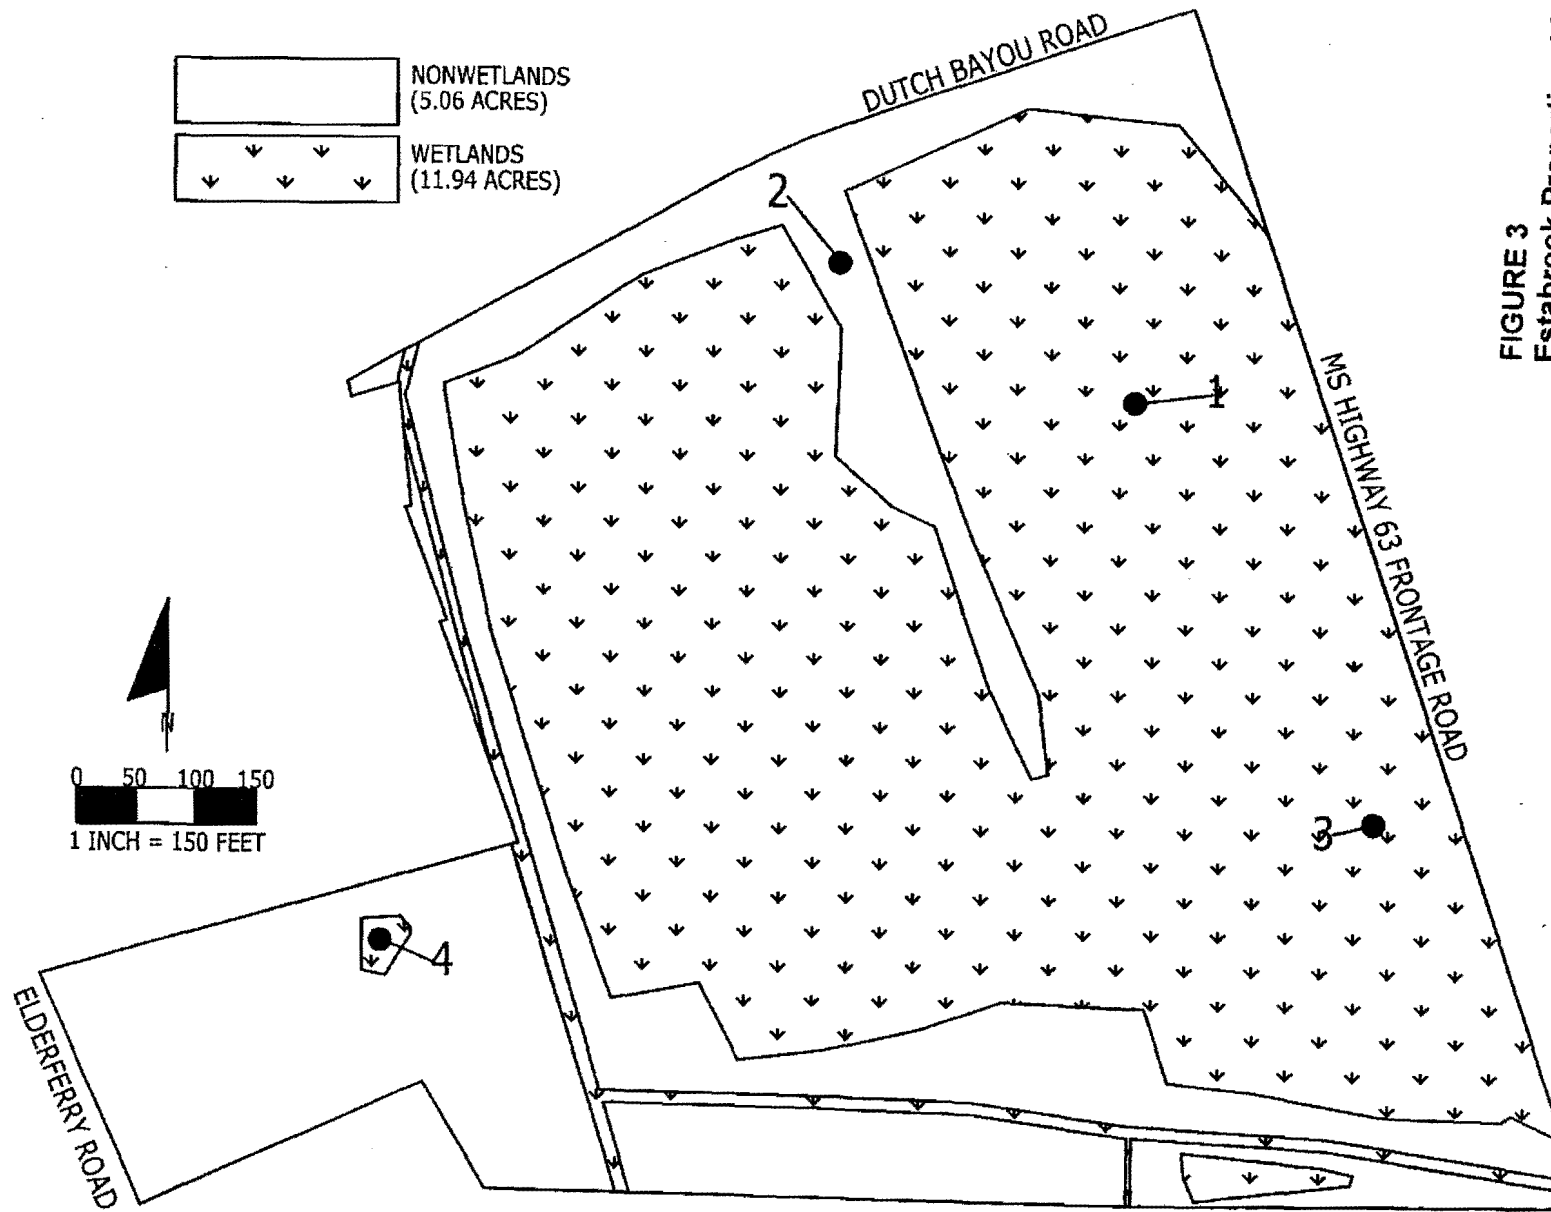 NONWETLANDS
(5.06 ACRES)
WETLANDS
(11.94 ACRES)
DUTCH BAYOU ROAD
2
1
MS HIGHWAY 63 FRONTAGE ROAD
3
4
N
0 50 100 150
1 INCH = 150 FEET
ELDERFERRY ROAD
FIGURE 3
Estabrook